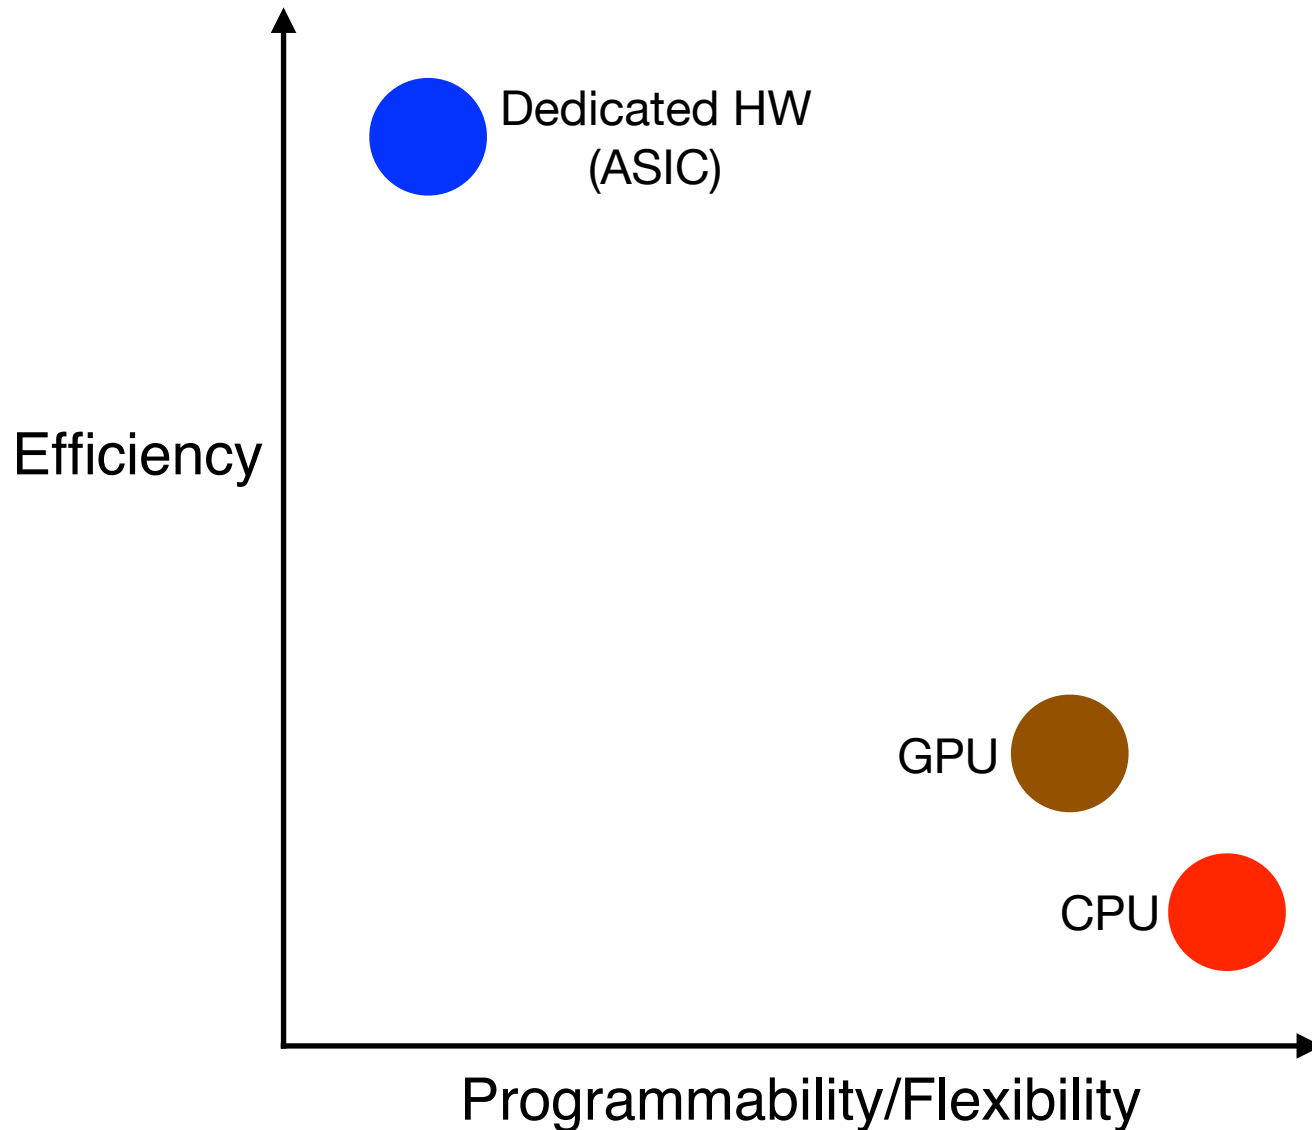 Dedicated HW
(ASIC)
Efficiency
GPU
CPU
Programmability/Flexibility